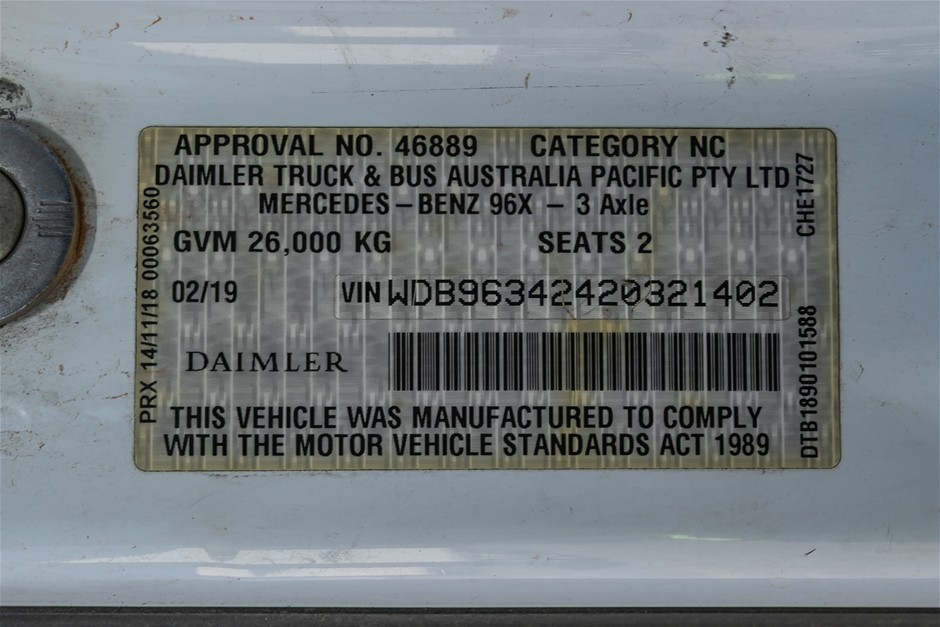 APPROVAL NO. 46889 CATEGORY NC
DAIMLER TRUCK & BUS AUSTRALIA PACIFIC PTY LTD
MERCEDES – BENZ 96X – 3 Axle
GVM 26,000 KG SEATS 2
02/19 VIN WDB96342420321402
DAIMLER
THIS VEHICLE WAS MANUFACTURED TO COMPLY
WITH THE MOTOR VEHICLE STANDARDS ACT 1989
PRX 14/11/18 00063560
DTB1890101588 CHE1727